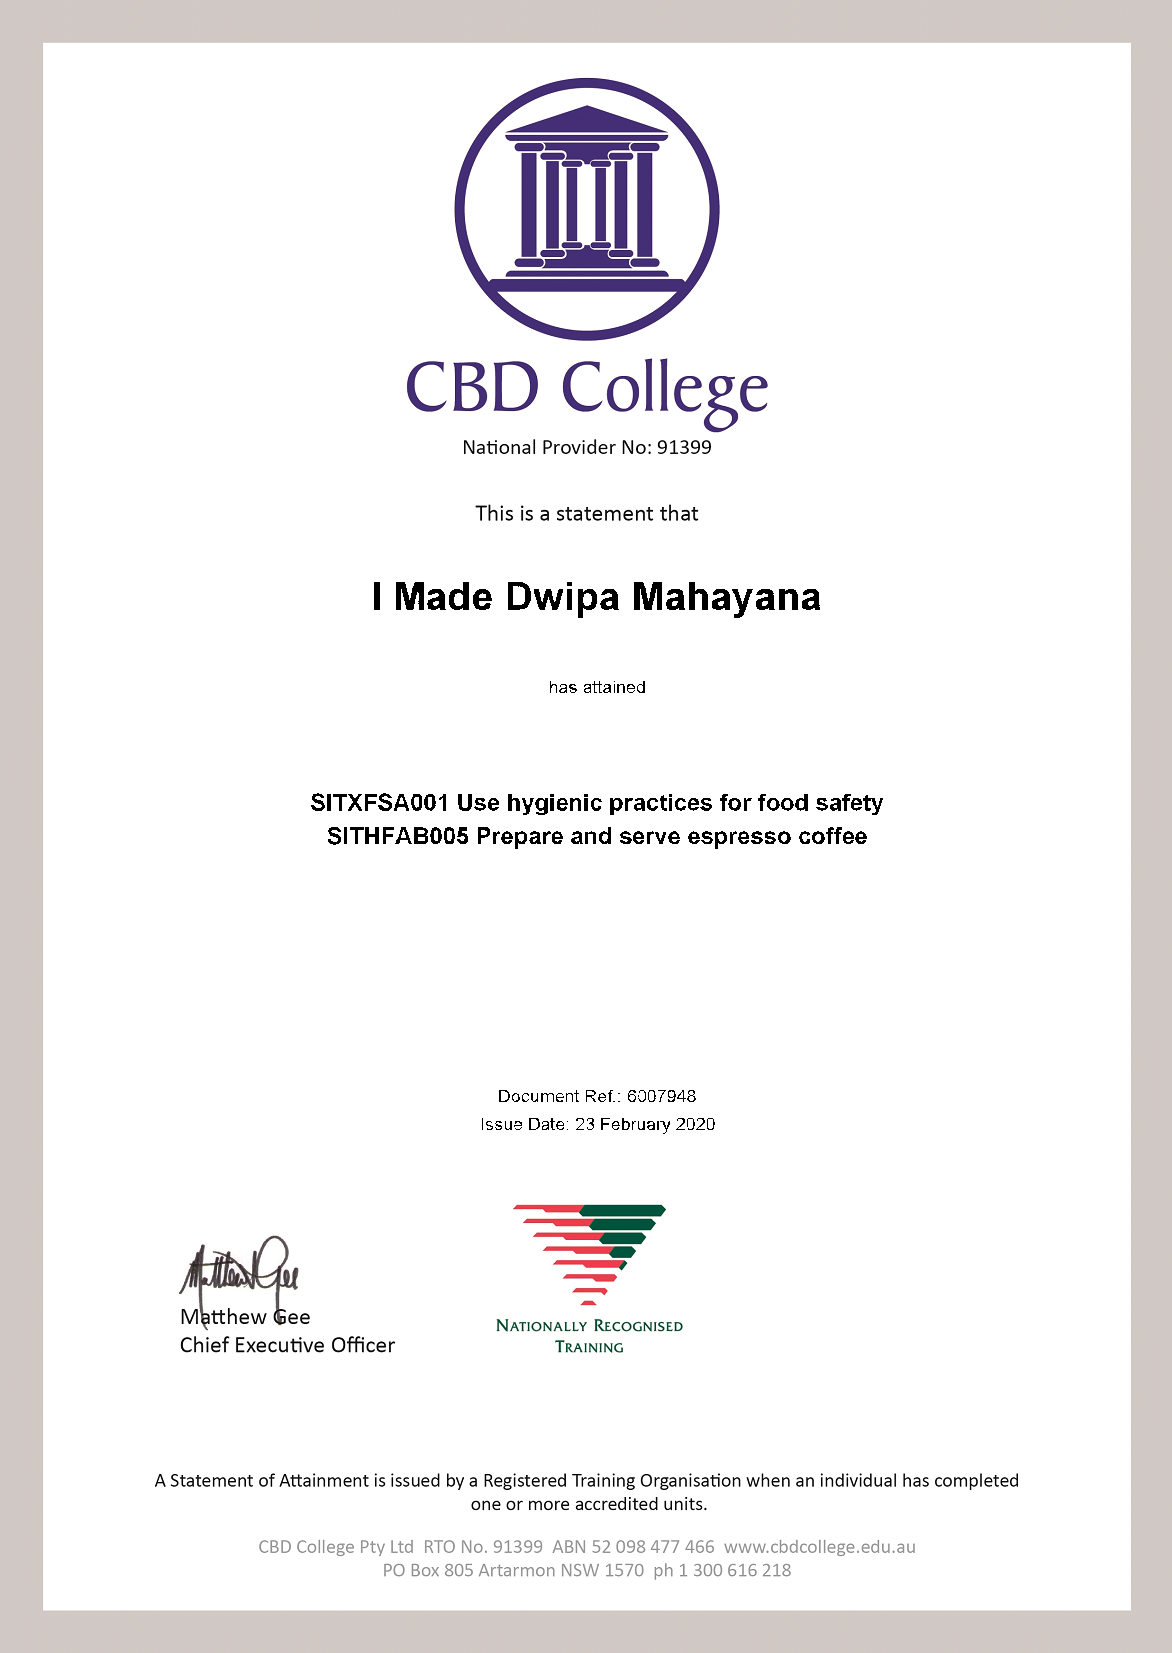 CBD College
National Provider No: 91399
This is a statement that
I Made Dwipa Mahayana
has attained
SITXFSA001 Use hygienic practices for food safety
SITHFAB005 Prepare and serve espresso coffee
Document Ref.: 6007948
Issue Date: 23 February 2020
Matthew Gee
Matthew Gee
Chief Executive Officer
NATIONALLY RECOGNISED
TRAINING
A Statement of Attainment is issued by a Registered Training Organisation when an individual has completed
one or more accredited units.
CBD College Pty Ltd RTO No. 91399 ABN 52 098 477 466 www.cbdcollege.edu.au
PO Box 805 Artarmon NSW 1570 ph 1 300 616 218